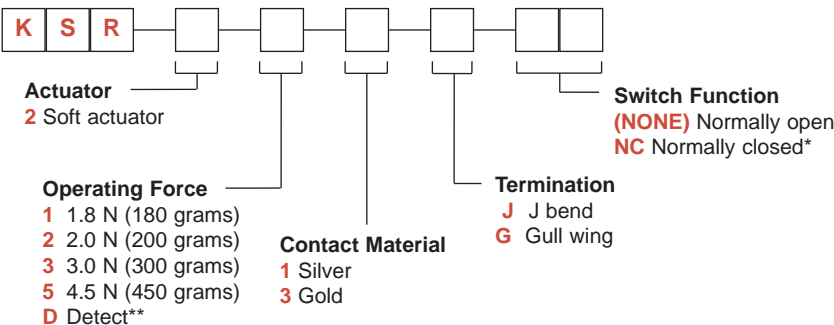 K S R
Actuator
2 Soft actuator
Switch Function
(NONE) Normally open
NC Normally closed*
Operating Force
1 1.8 N (180 grams)
2 2.0 N (200 grams)
3 3.0 N (300 grams)
5 4.5 N (450 grams)
D Detect**
Contact Material
1 Silver
3 Gold
Termination
J J bend
G Gull wing